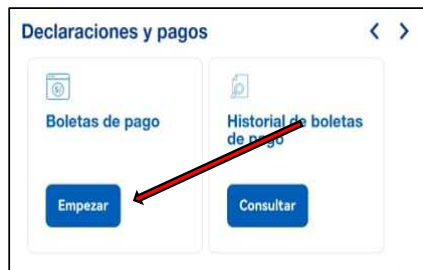 Declaraciones y pagos
Boletas de pago
Historial de boletas
de pago
Empezar
Consultar